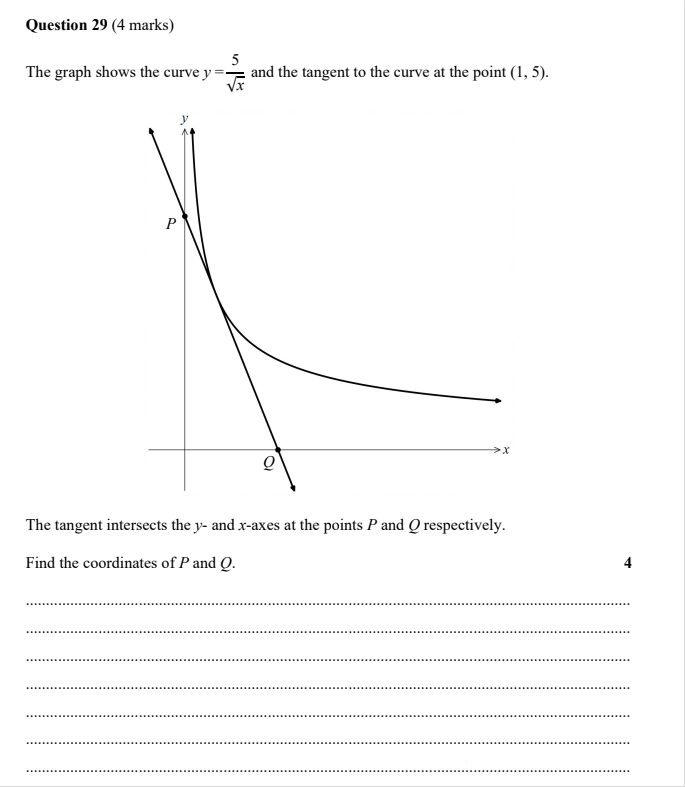 Question 29 (4 marks)
The graph shows the curve y = 5/√x and the tangent to the curve at the point (1, 5).
y
P
x
Q
The tangent intersects the y- and x-axes at the points P and Q respectively.
Find the coordinates of P and Q. 4